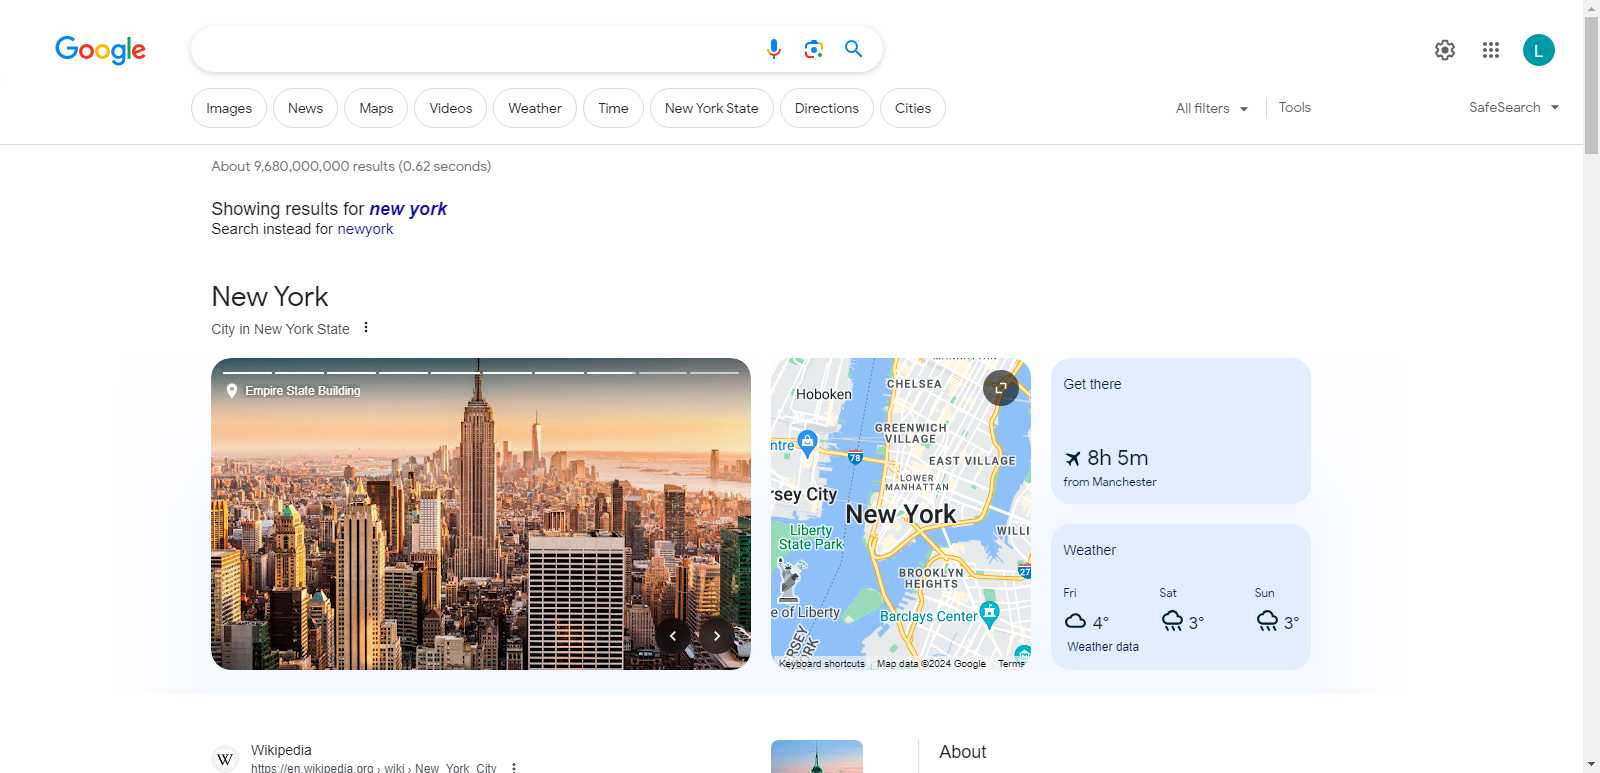 Google
L
Images
News
Maps
Videos
Weather
Time
New York State
Directions
Cities
All filters
Tools
SafeSearch
About 9,680,000,000 results (0.62 seconds)
Showing results for new york
Search instead for newyork
New York
City in New York State
Empire State Building
CHELSEA
Hoboken
GREENWICH
VILLAGE
ntre
78
EAST VILLAGE
LOWER
MANHATTAN
rsey City
New York
Liberty
State Park
WILLI
27
BROOKLYN
HEIGHTS
e of Liberty
Barclays Center
Keyboard shortcuts
Map data ©2024 Google
Terms
Get there
8h 5m
from Manchester
Weather
Fri
Sat
Sun
4°
3°
3°
Weather data
W
Wikipedia
https://en.wikipedia.org › wiki › New_York_City
About